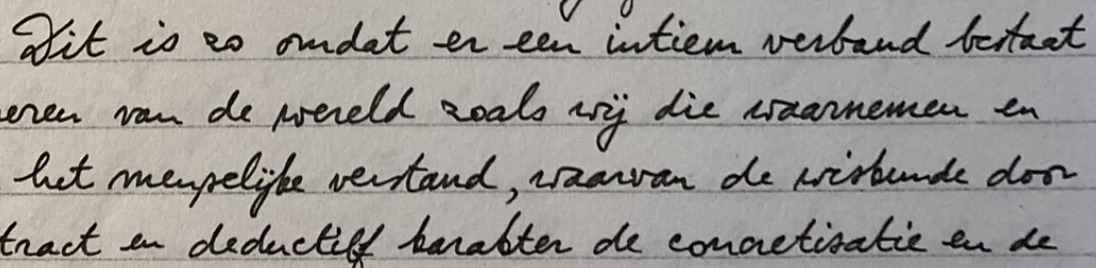 Dit is zo omdat er een intiem verband bestaat
eren van de wereld zoals wij die waarnemen en
het menselijke verstand, waarvan de wiskunde door
tract en deductief karakter de concretisatie en de